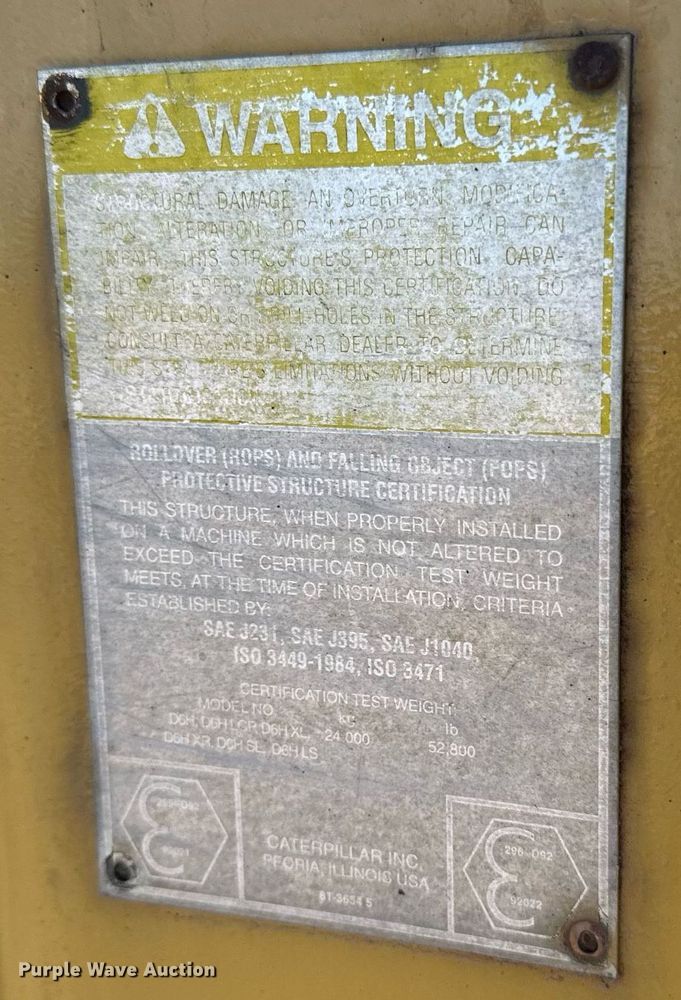 WARNING
STRUCTURAL DAMAGE, AN OVERTURN, MODIFICA-
TION, ALTERATION OR IMPROPER REPAIR CAN
IMPAIR THIS STRUCTURE'S PROTECTION CAPA-
BILITY THEREBY VOIDING THIS CERTIFICATION. DO
NOT WELD ON OR DRILL HOLES IN THE STRUCTURE.
CONSULT A CATERPILLAR DEALER TO DETERMINE
THIS STRUCTURE'S LIMITATIONS WITHOUT VOIDING
ROLLOVER (ROPS) AND FALLING OBJECT (FOPS)
PROTECTIVE STRUCTURE CERTIFICATION
THIS STRUCTURE, WHEN PROPERLY INSTALLED
ON A MACHINE WHICH IS NOT ALTERED TO
EXCEED THE CERTIFICATION TEST WEIGHT
MEETS, AT THE TIME OF INSTALLATION, CRITERIA
ESTABLISHED BY:
SAE J231, SAE J395, SAE J1040,
ISO 3449-1984, ISO 3471
CERTIFICATION TEST WEIGHT
MODEL NO. kg lb
D6H, D6H LGP, D6H XL, 24 000 52,800
D6H XR, D6H SL, D6H LS
CATERPILLAR INC.
PEORIA, ILLINOIS USA
92022
Purple Wave Auction